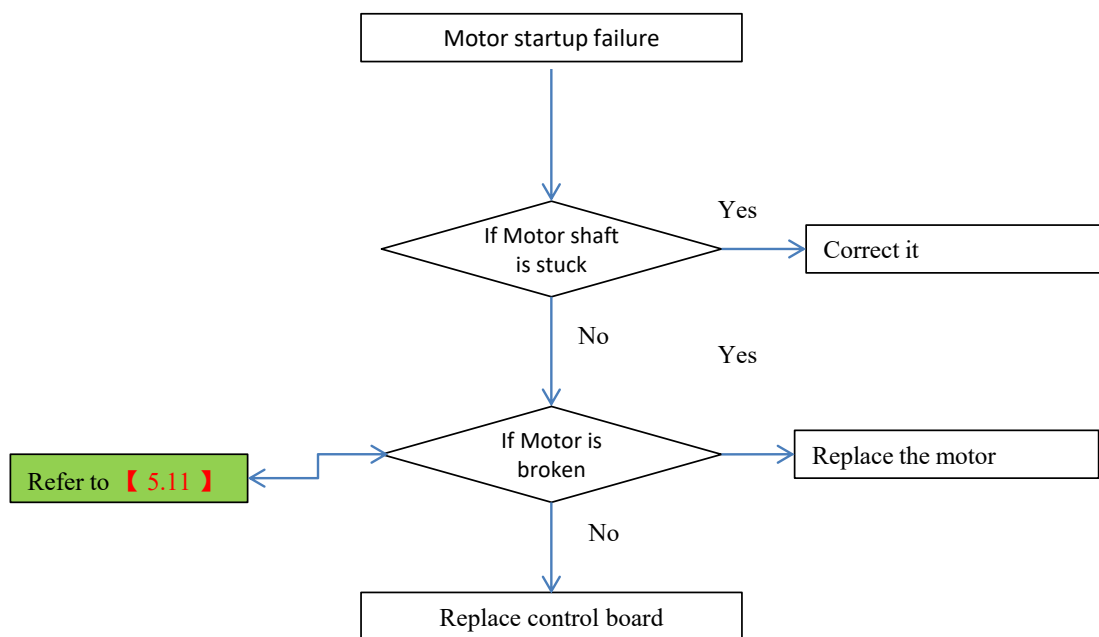 Motor startup failure
Yes
If Motor shaft
is stuck
Correct it
No
Yes
If Motor is
broken
Replace the motor
Refer to【 5.11 】
No
Replace control board